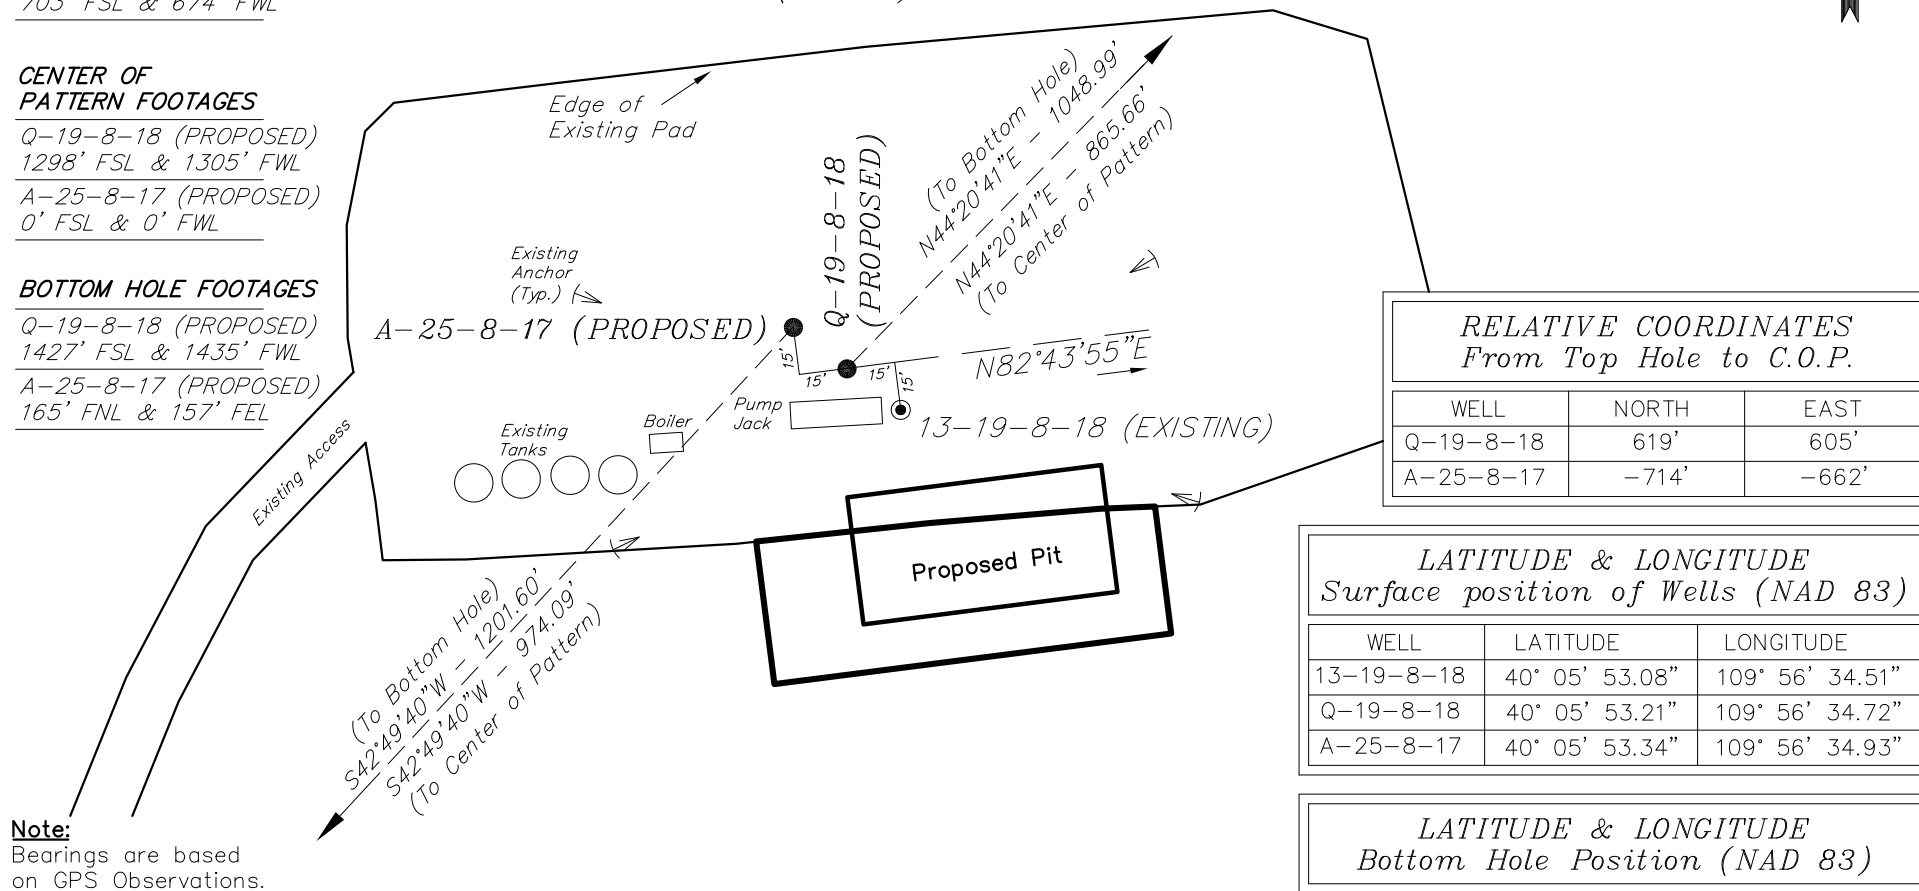 703' FSL & 674' FWL
CENTER OF
PATTERN FOOTAGES
Q-19-8-18 (PROPOSED)
1298' FSL & 1305' FWL
A-25-8-17 (PROPOSED)
0' FSL & 0' FWL
BOTTOM HOLE FOOTAGES
Q-19-8-18 (PROPOSED)
1427' FSL & 1435' FWL
A-25-8-17 (PROPOSED)
165' FNL & 157' FEL
Edge of
Existing Pad
Existing
Anchor
(Typ.)
A-25-8-17 (PROPOSED)
Q-19-8-18
(PROPOSED)
(To Bottom Hole)
N44°20'41"E - 1048.99'
N44°20'41"E - 865.66'
(To Center of Pattern)
15'
15'
15'
15'
N82°43'55"E
Pump
Jack
Boiler
13-19-8-18 (EXISTING)
Existing
Tanks
Existing Access
Proposed Pit
(To Bottom Hole)
S42°49'40"W - 1201.60'
S42°49'40"W - 974.09'
(To Center of Pattern)
Note:
Bearings are based
on GPS Observations.
RELATIVE COORDINATES
From Top Hole to C.O.P.
WELL NORTH EAST
Q-19-8-18 619' 605'
A-25-8-17 -714' -662'
LATITUDE & LONGITUDE
Surface position of Wells (NAD 83)
WELL LATITUDE LONGITUDE
13-19-8-18 40° 05' 53.08" 109° 56' 34.51"
Q-19-8-18 40° 05' 53.21" 109° 56' 34.72"
A-25-8-17 40° 05' 53.34" 109° 56' 34.93"
LATITUDE & LONGITUDE
Bottom Hole Position (NAD 83)